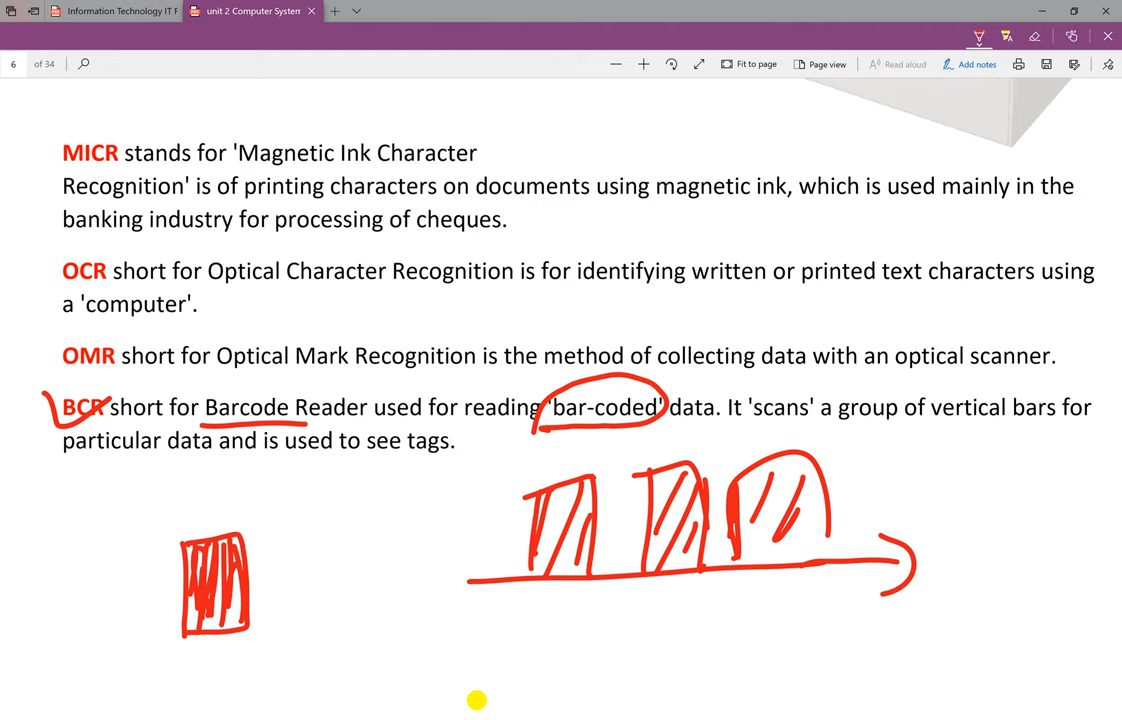 Information Technology IT F
unit 2 Computer System
6 of 34
Fit to page
Page view
Read aloud
Add notes
MICR stands for 'Magnetic Ink Character
Recognition' is of printing characters on documents using magnetic ink, which is used mainly in the
banking industry for processing of cheques.
OCR short for Optical Character Recognition is for identifying written or printed text characters using
a 'computer'.
OMR short for Optical Mark Recognition is the method of collecting data with an optical scanner.
BCR short for Barcode Reader used for reading 'bar-coded' data. It 'scans' a group of vertical bars for
particular data and is used to see tags.